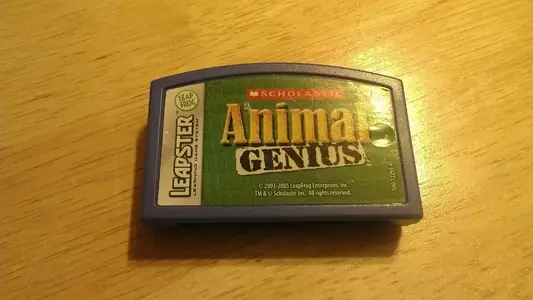 SCHOLASTIC
Animal
GENIUS
© 2003-2005 LeapFrog Enterprises, Inc.
TM & © Scholastic Inc. All rights reserved.
LEAP
FROG
LEAPSTER™
LEARNING GAME SYSTEM